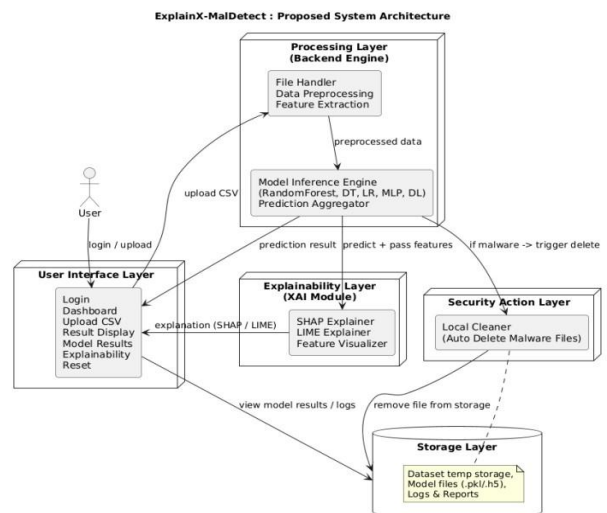 ExplainX-MalDetect : Proposed System Architecture
Processing Layer
(Backend Engine)
File Handler
Data Preprocessing
Feature Extraction
preprocessed data
upload CSV
Model Inference Engine
(RandomForest, DT, LR, MLP, DL)
Prediction Aggregator
User
login / upload
prediction result
predict + pass features
if malware -> trigger delete
User Interface Layer
Login
Dashboard
Upload CSV
Result Display
Model Results
Explainability
Reset
explanation (SHAP / LIME)
Explainability Layer
(XAI Module)
SHAP Explainer
LIME Explainer
Feature Visualizer
Security Action Layer
Local Cleaner
(Auto Delete Malware Files)
view model results / logs
remove file from storage
Storage Layer
Dataset temp storage,
Model files (.pkl/.h5),
Logs & Reports